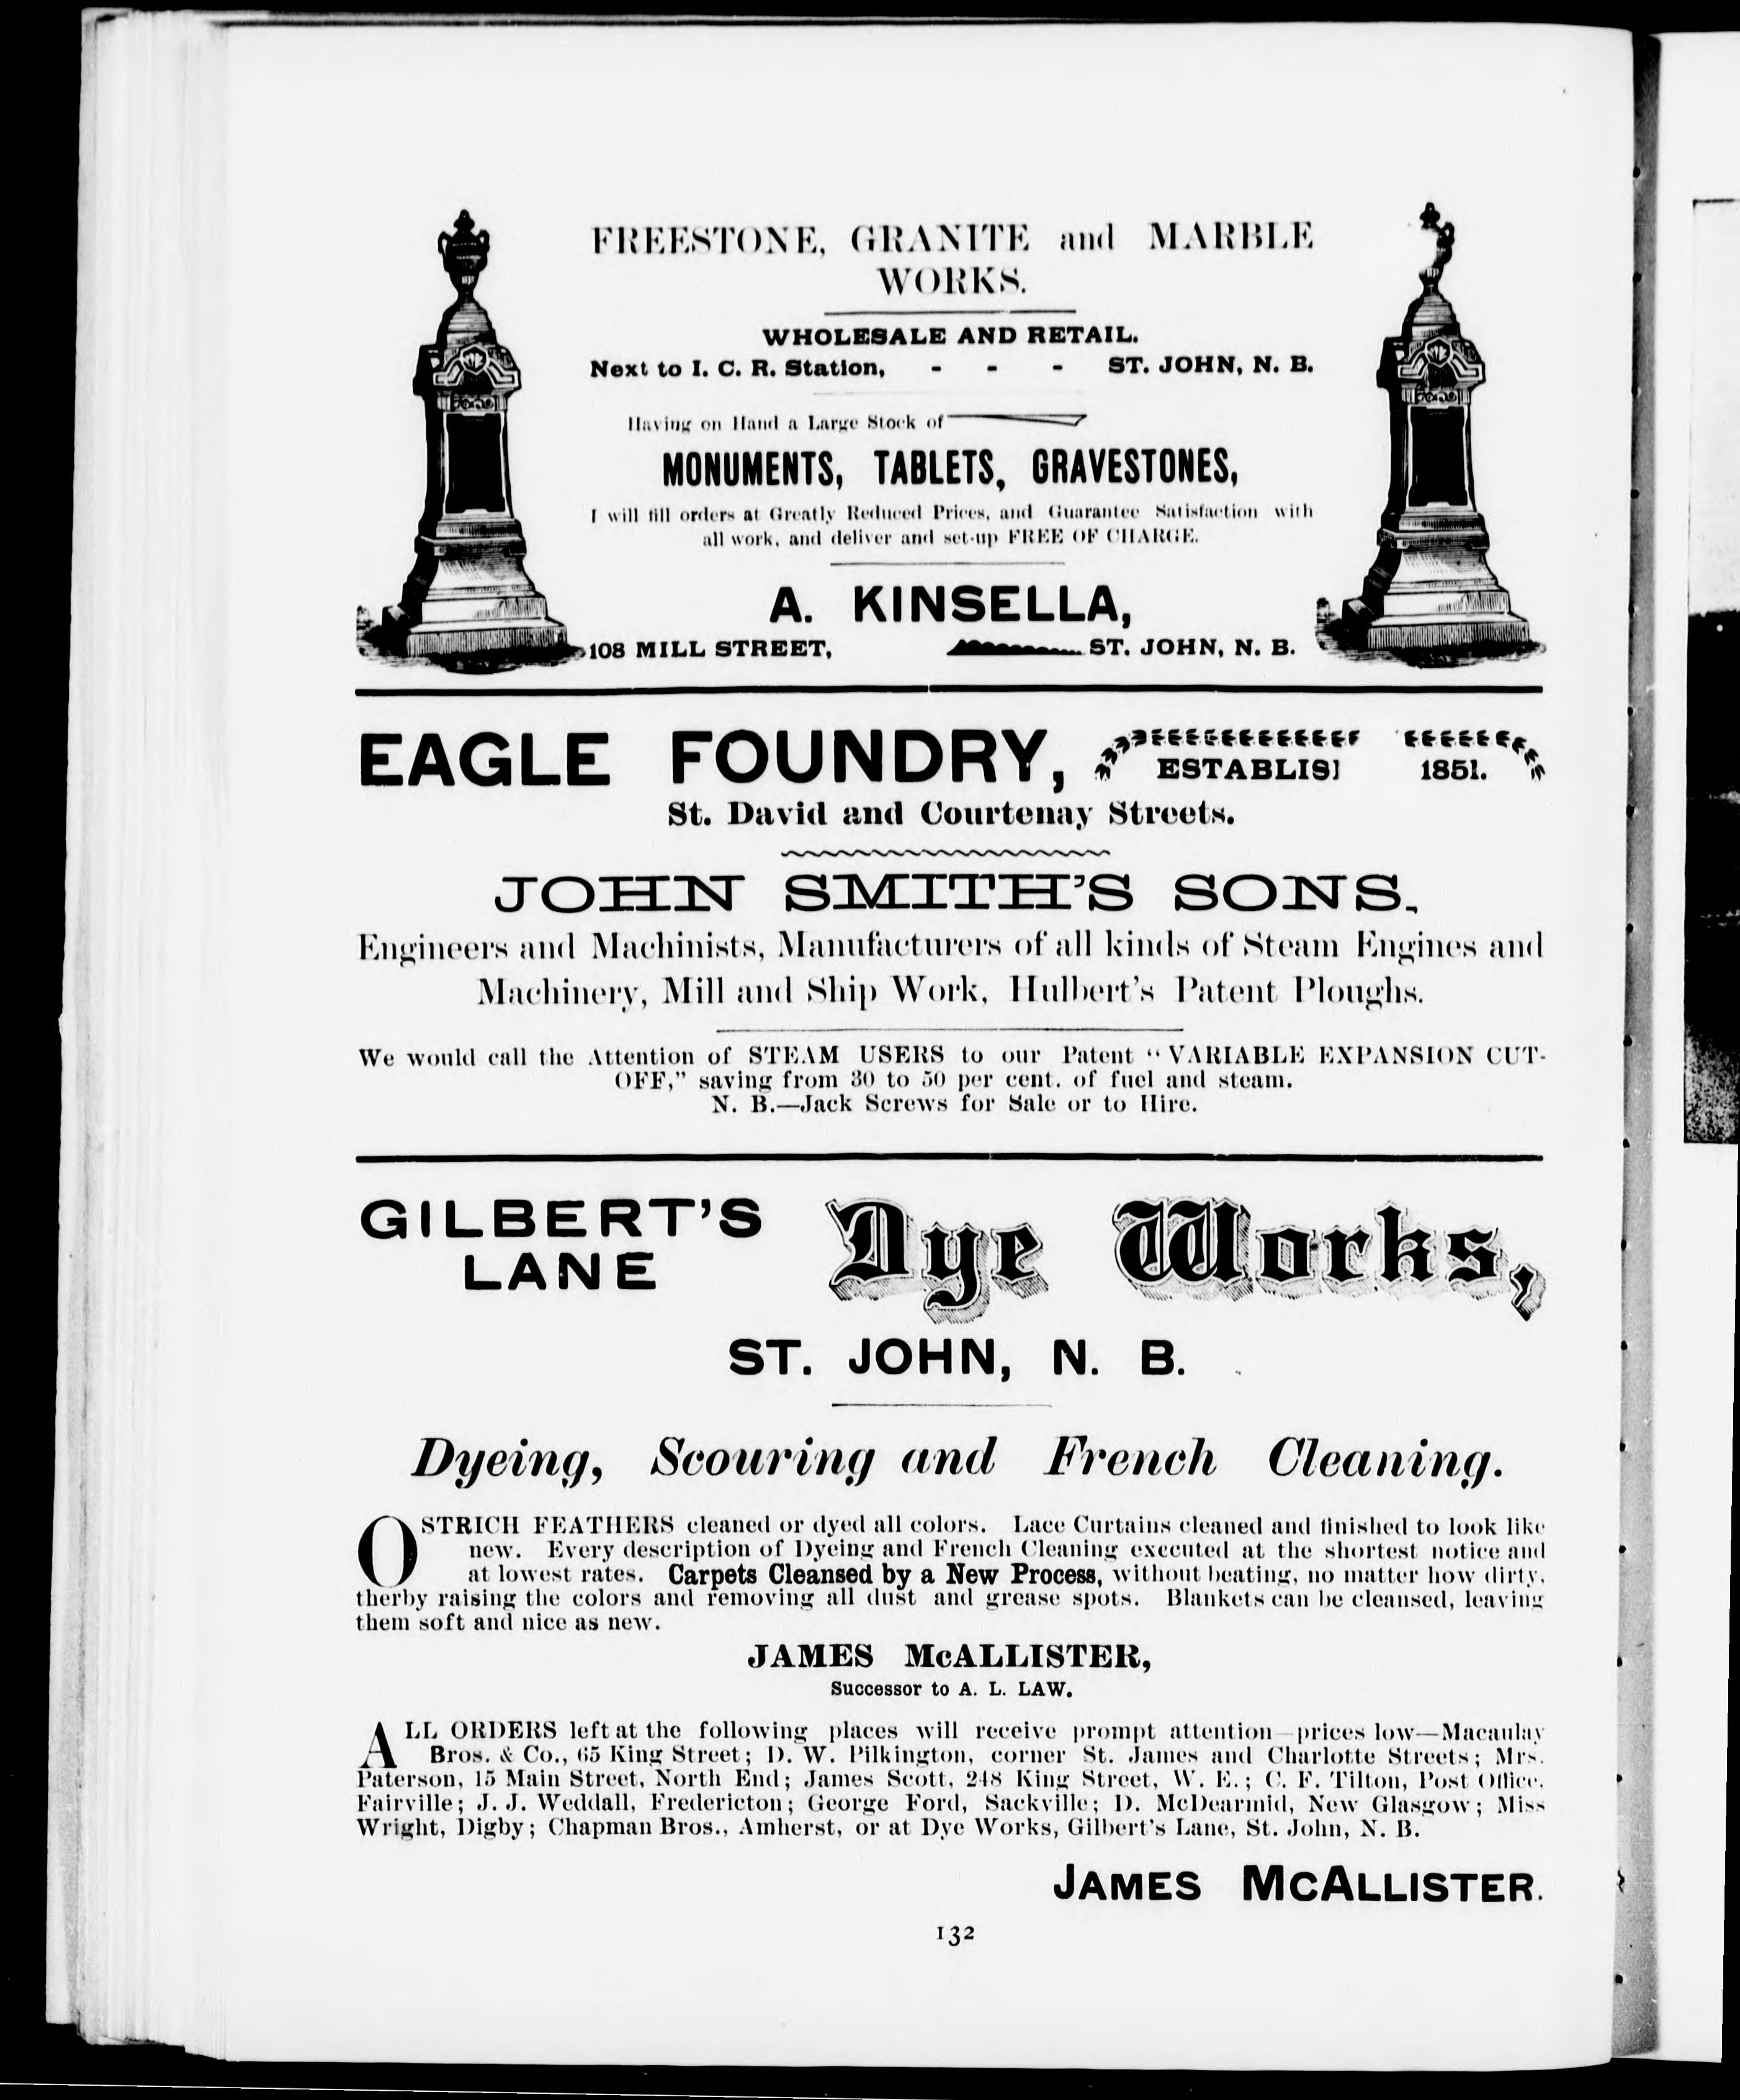 FREESTONE, GRANITE and MARBLE
WORKS.
WHOLESALE AND RETAIL.
Next to I. C. R. Station, - - - ST. JOHN, N. B.
Having on Hand a Large Stock of
MONUMENTS, TABLETS, GRAVESTONES,
I will fill orders at Greatly Reduced Prices, and Guarantee Satisfaction with
all work, and deliver and set-up FREE OF CHARGE.
A. KINSELLA,
108 MILL STREET, ST. JOHN, N. B.
EAGLE FOUNDRY,
ESTABLIS 1851.
St. David and Courtenay Streets.
JOHN SMITH'S SONS,
Engineers and Machinists, Manufacturers of all kinds of Steam Engines and
Machinery, Mill and Ship Work, Hulbert's Patent Ploughs.
We would call the Attention of STEAM USERS to our Patent "VARIABLE EXPANSION CUT-
OFF," saving from 30 to 50 per cent. of fuel and steam.
N. B.—Jack Screws for Sale or to Hire.
GILBERT'S
LANE
Dye Works,
ST. JOHN, N. B.
Dyeing, Scouring and French Cleaning.
OSTRICH FEATHERS cleaned or dyed all colors. Lace Curtains cleaned and finished to look like
new. Every description of Dyeing and French Cleaning executed at the shortest notice and
at lowest rates. Carpets Cleansed by a New Process, without beating, no matter how dirty,
therby raising the colors and removing all dust and grease spots. Blankets can be cleansed, leaving
them soft and nice as new.
JAMES McALLISTER,
Successor to A. L. LAW.
ALL ORDERS left at the following places will receive prompt attention—prices low—Macaulay
Bros. & Co., 65 King Street; D. W. Pilkington, corner St. James and Charlotte Streets; Mrs.
Paterson, 15 Main Street, North End; James Scott, 248 King Street, W. E.; C. F. Tilton, Post Office,
Fairville; J. J. Weddall, Fredericton; George Ford, Sackville; D. McDearmid, New Glasgow; Miss
Wright, Digby; Chapman Bros., Amherst, or at Dye Works, Gilbert's Lane, St. John, N. B.
JAMES MCALLISTER.
132